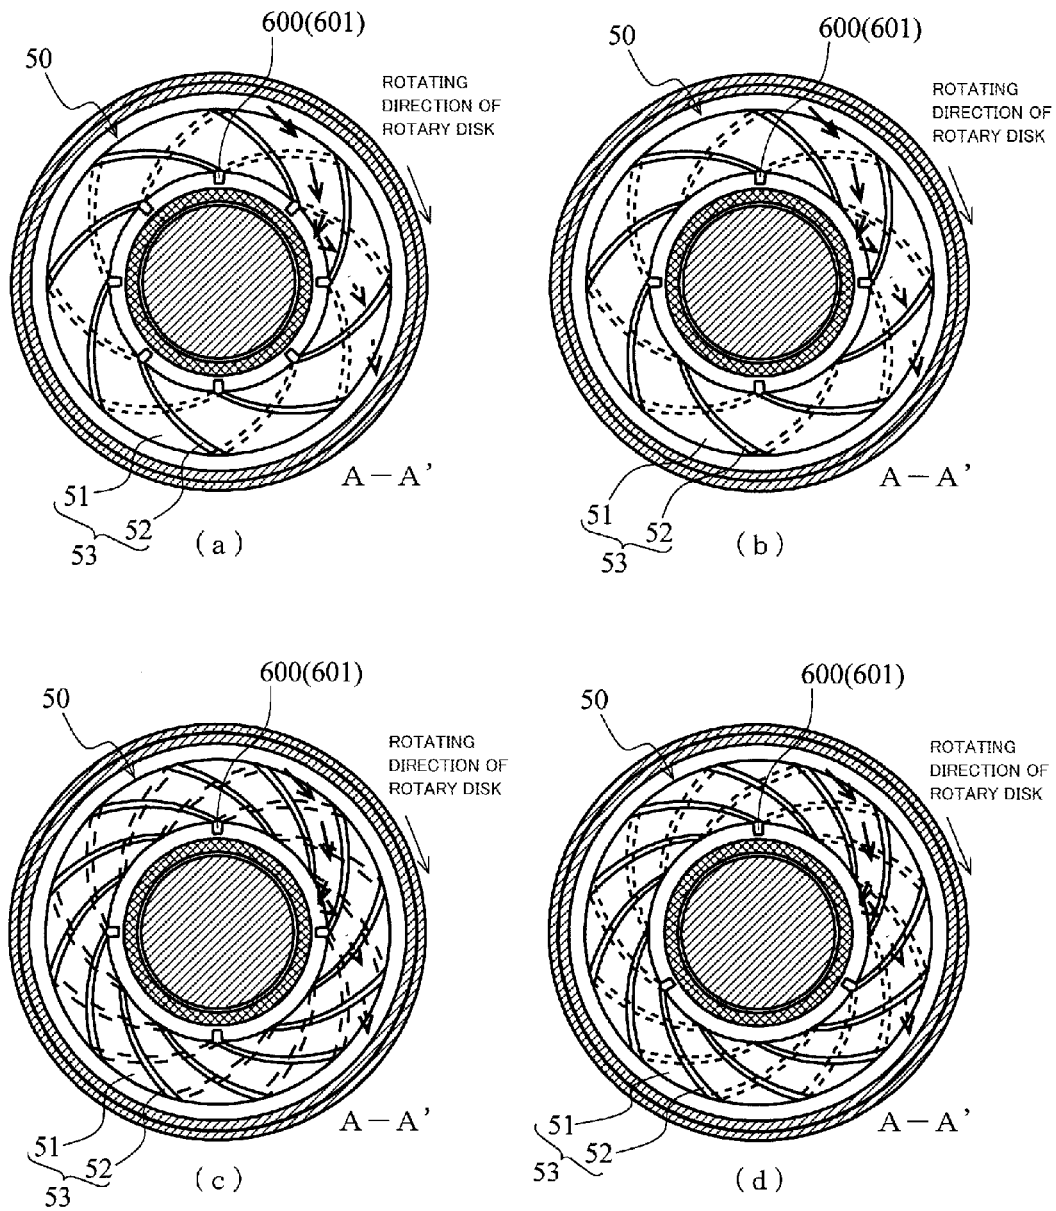 600(601)
50
ROTATING
DIRECTION OF
ROTARY DISK
A－A’
51
52
53
(a)
600(601)
50
ROTATING
DIRECTION OF
ROTARY DISK
A－A’
51
52
53
(b)
600(601)
50
ROTATING
DIRECTION OF
ROTARY DISK
A－A’
51
52
53
(c)
600(601)
50
ROTATING
DIRECTION OF
ROTARY DISK
A－A’
51
52
53
(d)